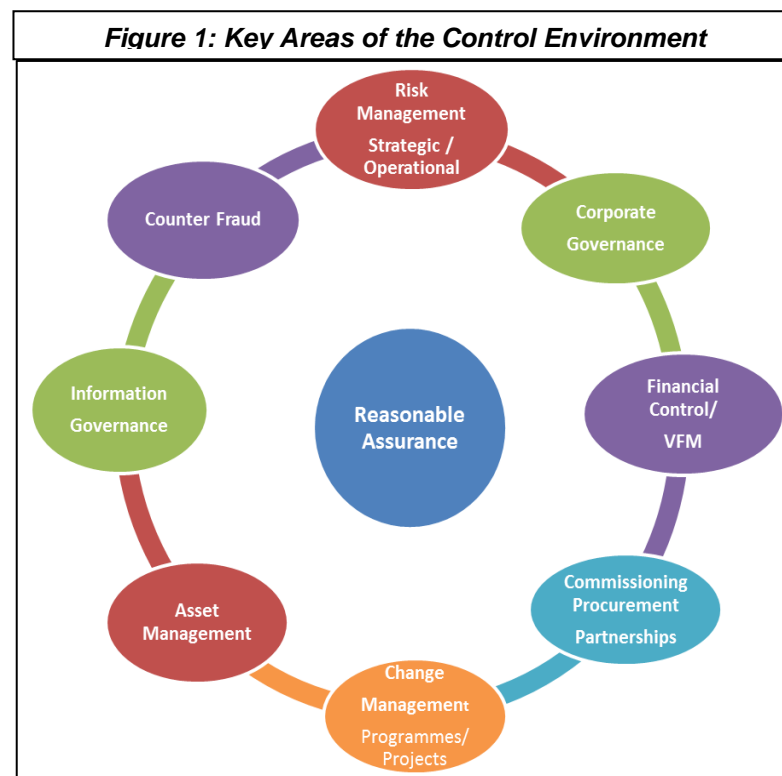 Figure 1: Key Areas of the Control Environment
Risk
Management
Strategic /
Operational
Corporate
Governance
Financial
Control/
VFM
Commissioning
Procurement
Partnerships
Change
Management
Programmes/
Projects
Asset
Management
Information
Governance
Counter Fraud
Reasonable
Assurance